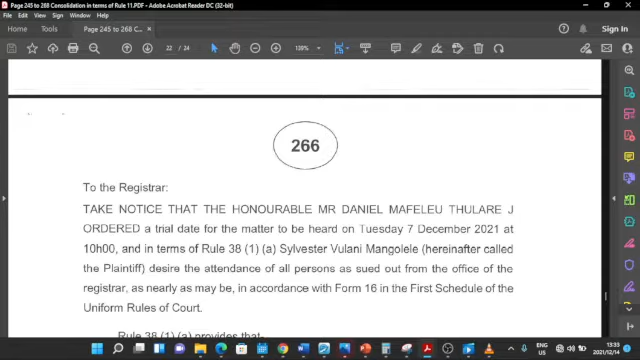 Page 245 to 268 Consolidation in terms of Rule 11.PDF - Adobe Acrobat Reader DC (32-bit)
File Edit View Sign Window Help
Home Tools Page 245 to 268 C... × Sign In
22 / 24 120%
266
To the Registrar:
TAKE NOTICE THAT THE HONOURABLE MR DANIEL MAFELEU THULARE J
ORDERED a trial date for the matter to be heard on Tuesday 7 December 2021 at
10h00, and in terms of Rule 38 (1) (a) Sylvester Vulani Mangolele (hereinafter called
the Plaintiff) desire the attendance of all persons as sued out from the office of the
registrar, as nearly as may be, in accordance with Form 16 in the First Schedule of the
Uniform Rules of Court.
Rule 38 (1) (a) provides that-
ENG 13:33
US 2021/12/14